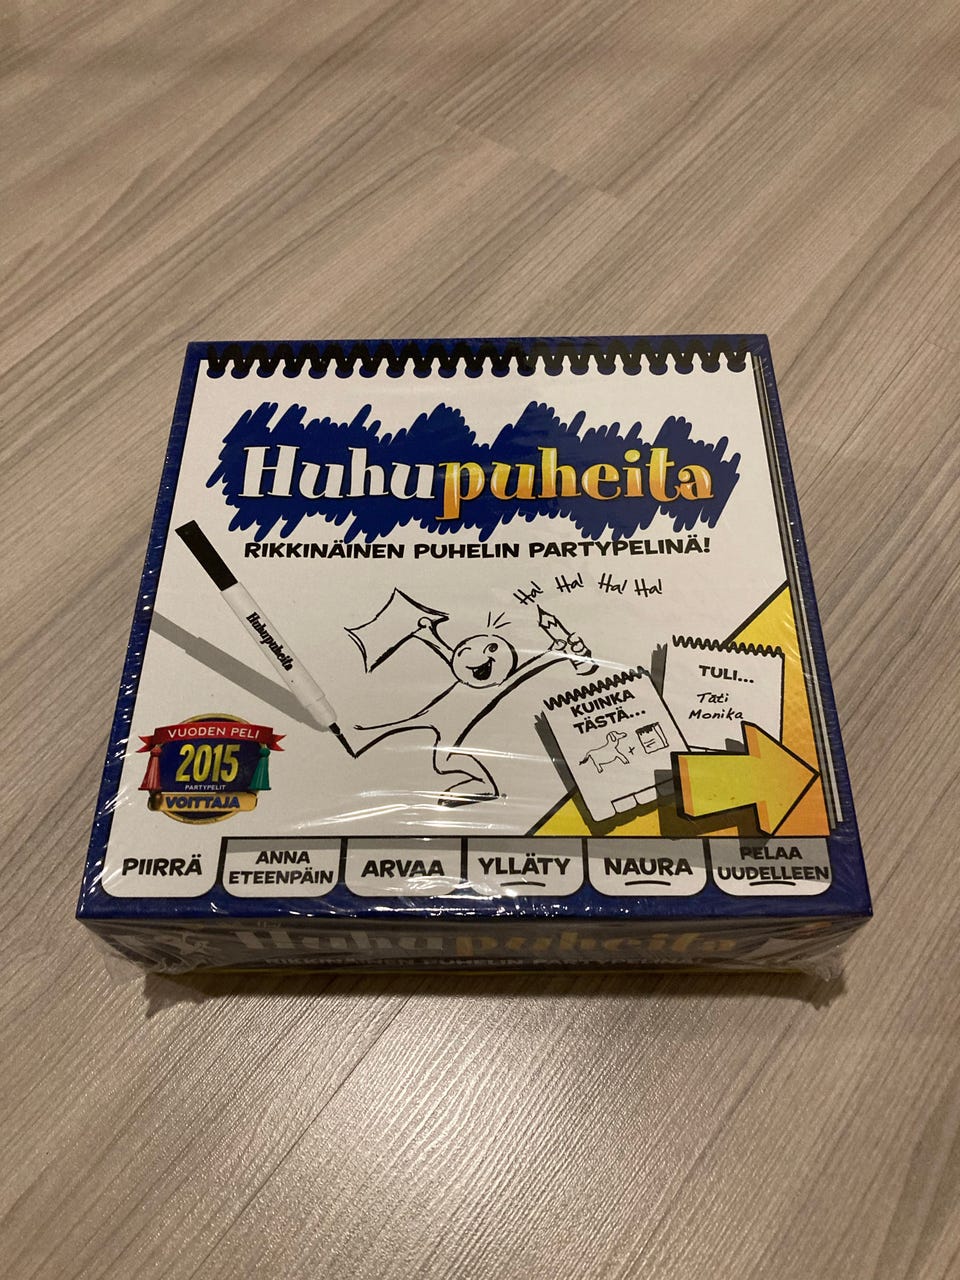 Huhupuheita
RIKKINÄINEN PUHELIN PARTYPELINÄ!
Ha! Ha! Ha! Ha!
Huhupuheita
KUINKA
TÄSTÄ...
TULI...
Tati
Monika
VUODEN PELI
2015
PARTYPELIT
VOITTAJA
PIIRRÄ
ANNA
ETEENPÄIN
ARVAA
YLLÄTY
NAURA
PELAA
UUDELLEEN
Huhupuheita
RIKKINÄINEN PUHELIN PARTYPELINÄ!